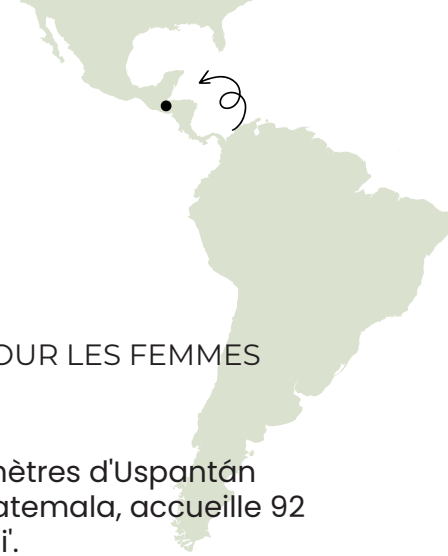 OUR LES FEMMES
mètres d'Uspantán
atemala, accueille 92
i'.